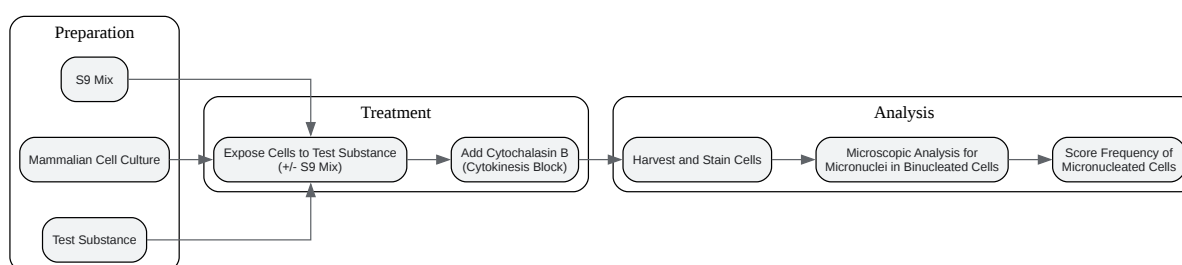 Preparation
S9 Mix
Mammalian Cell Culture
Test Substance
Treatment
Expose Cells to Test Substance
(+/- S9 Mix)
Add Cytochalasin B
(Cytokinesis Block)
Analysis
Harvest and Stain Cells
Microscopic Analysis for
Micronuclei in Binucleated Cells
Score Frequency of
Micronucleated Cells